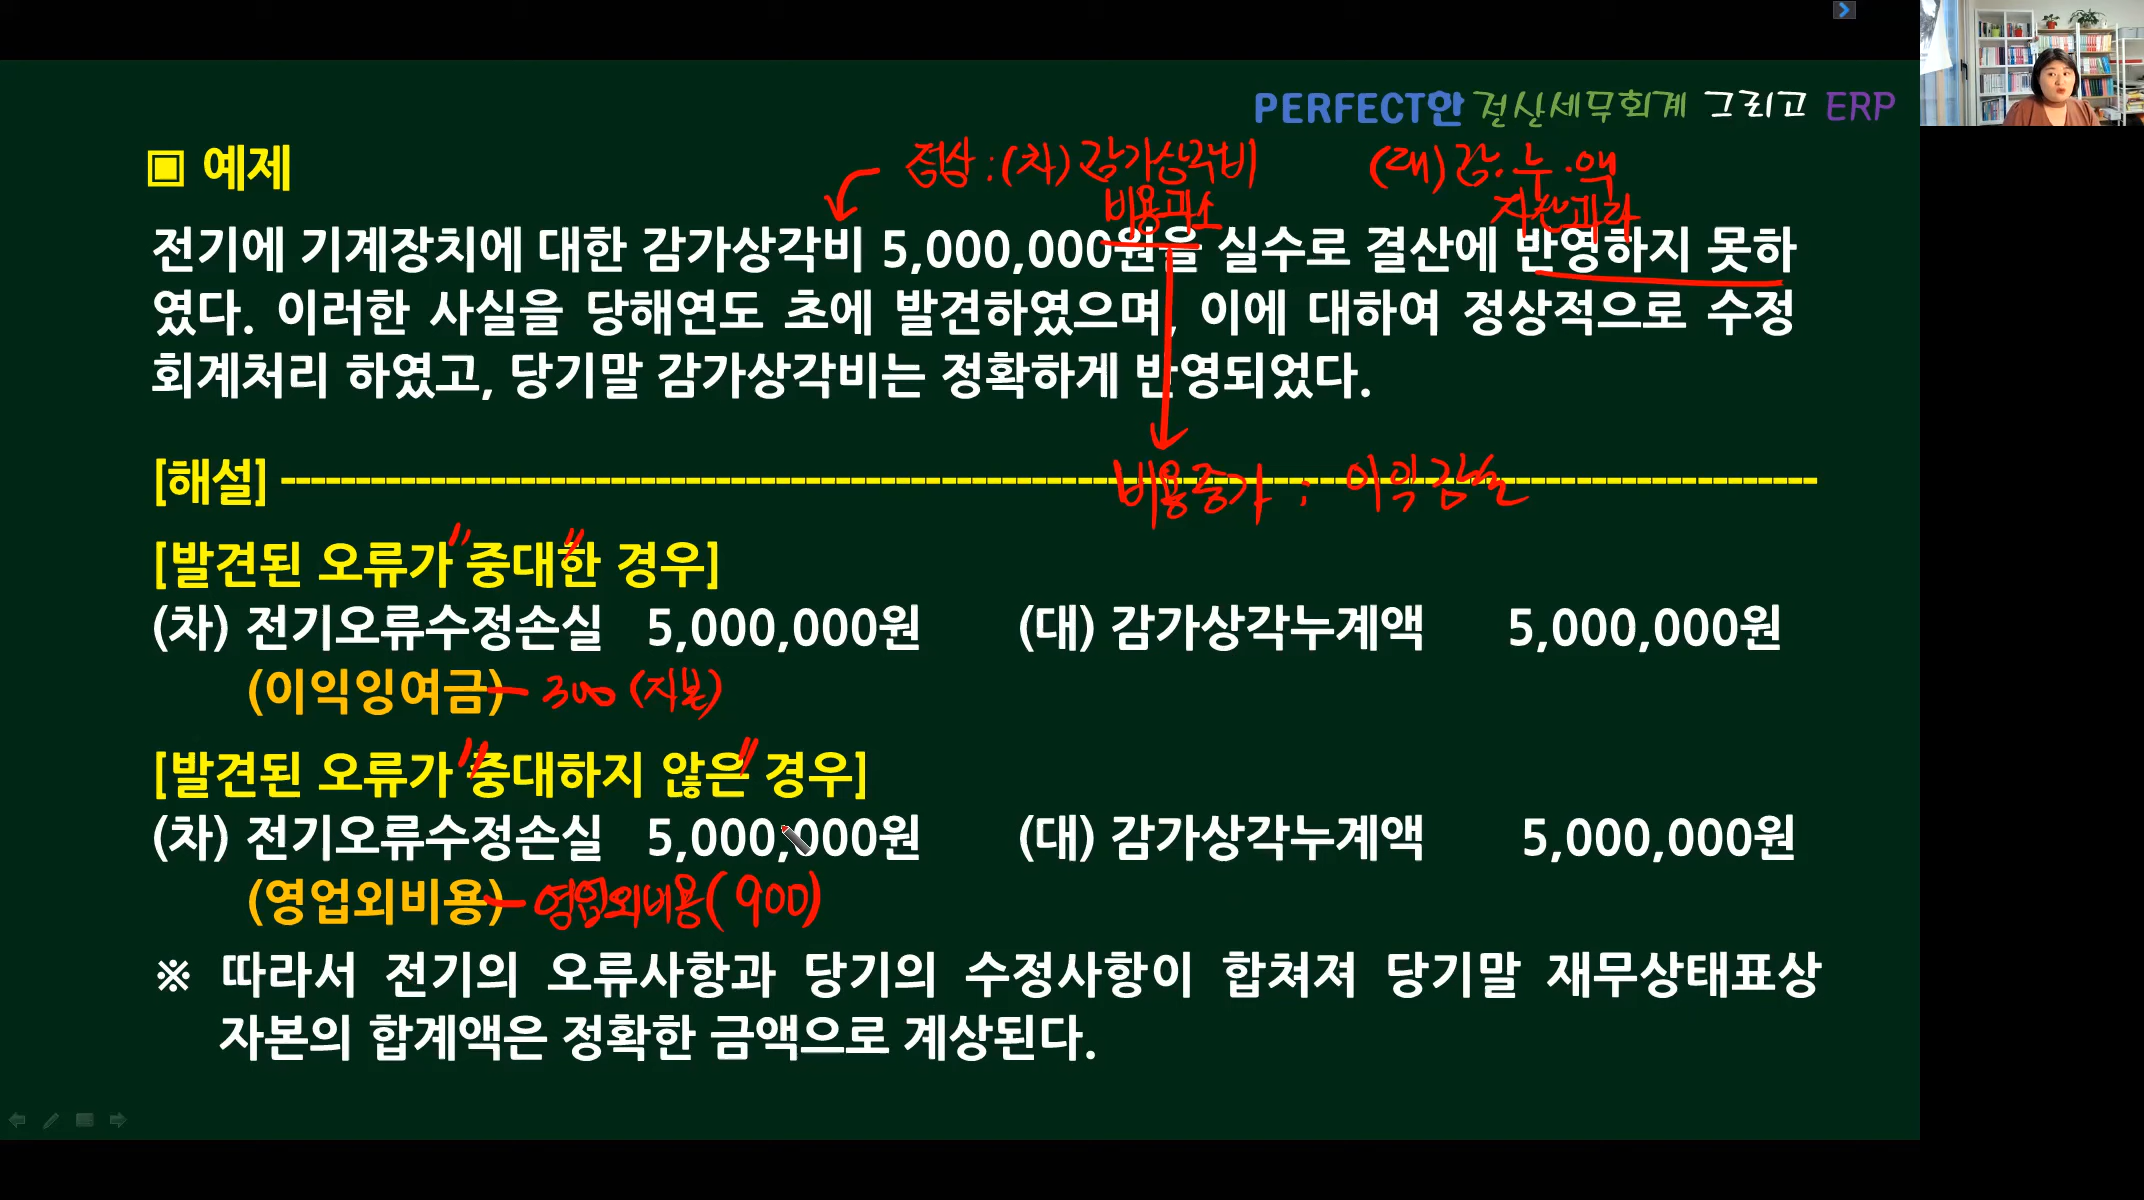 PERFECT한 전산세무회계 그리고 ERP
▣ 예제
정상 : (차) 감가상각비 (대) 감.누.액
비용과소 자산과대
전기에 기계장치에 대한 감가상각비 5,000,000원을 실수로 결산에 반영하지 못하
였다. 이러한 사실을 당해연도 초에 발견하였으며, 이에 대하여 정상적으로 수정
회계처리 하였고, 당기말 감가상각비는 정확하게 반영되었다.
[해설] ----------
비용증가 : 이익감소
[발견된 오류가 "중대한" 경우]
(차) 전기오류수정손실 5,000,000원 (대) 감가상각누계액 5,000,000원
(이익잉여금) - 300 (자본)
[발견된 오류가 "중대하지 않은" 경우]
(차) 전기오류수정손실 5,000,000원 (대) 감가상각누계액 5,000,000원
(영업외비용) - 영업외비용(900)
※ 따라서 전기의 오류사항과 당기의 수정사항이 합쳐져 당기말 재무상태표상
자본의 합계액은 정확한 금액으로 계상된다.